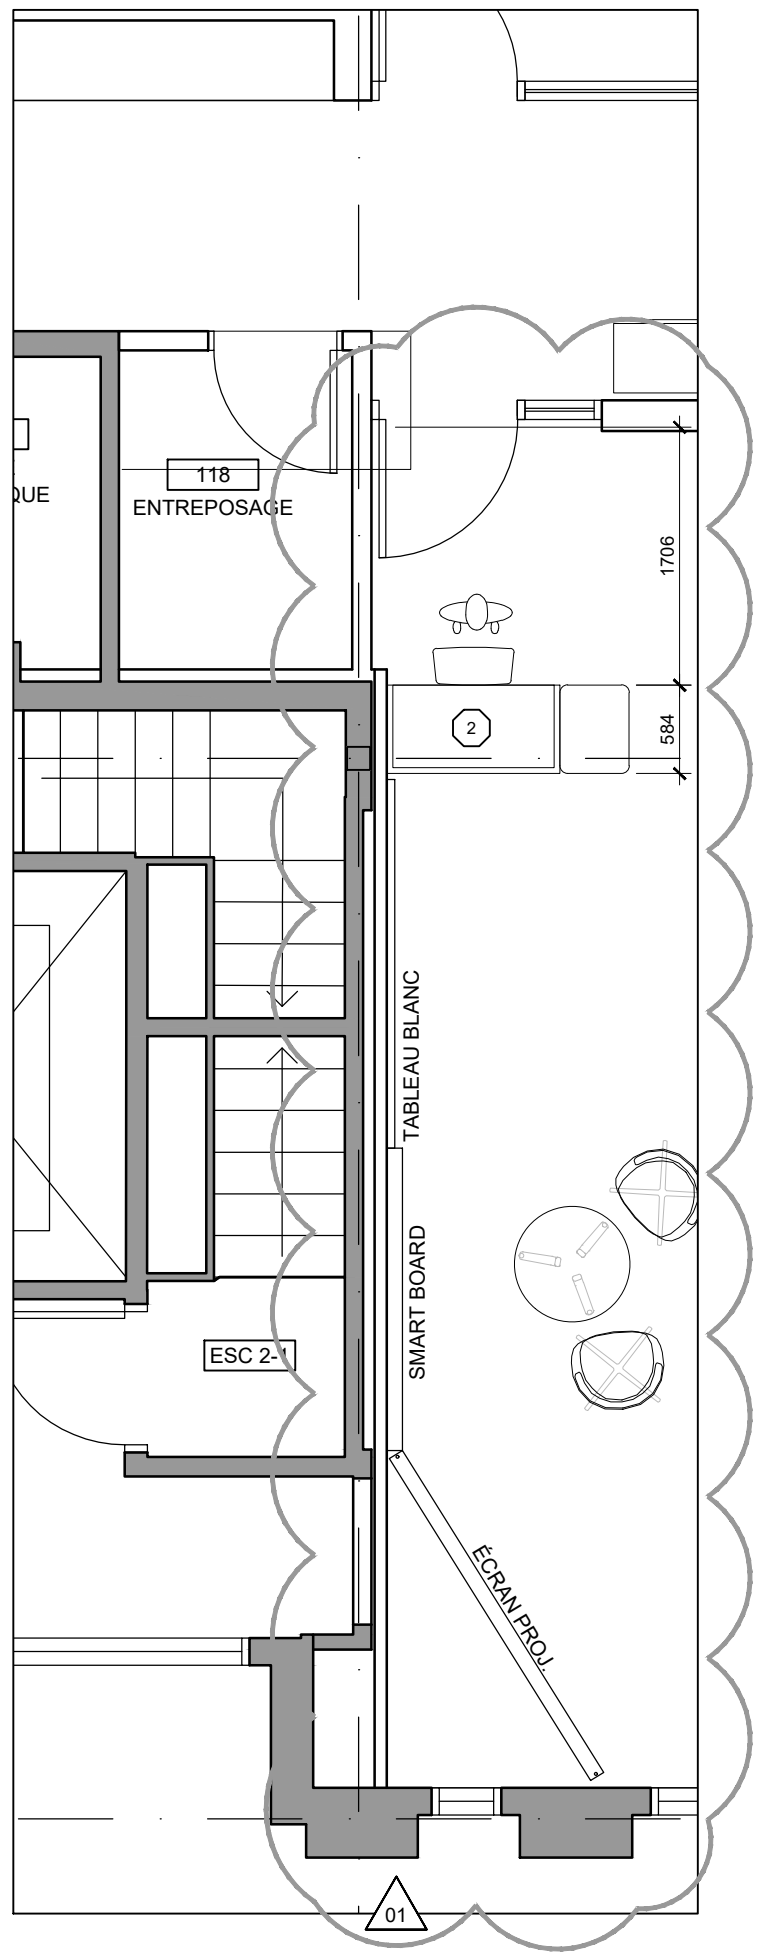 118
QUE
ENTREPOSAGE
1706
2
584
TABLEAU BLANC
SMART BOARD
ESC 2-1
ÉCRAN PROJ.
01